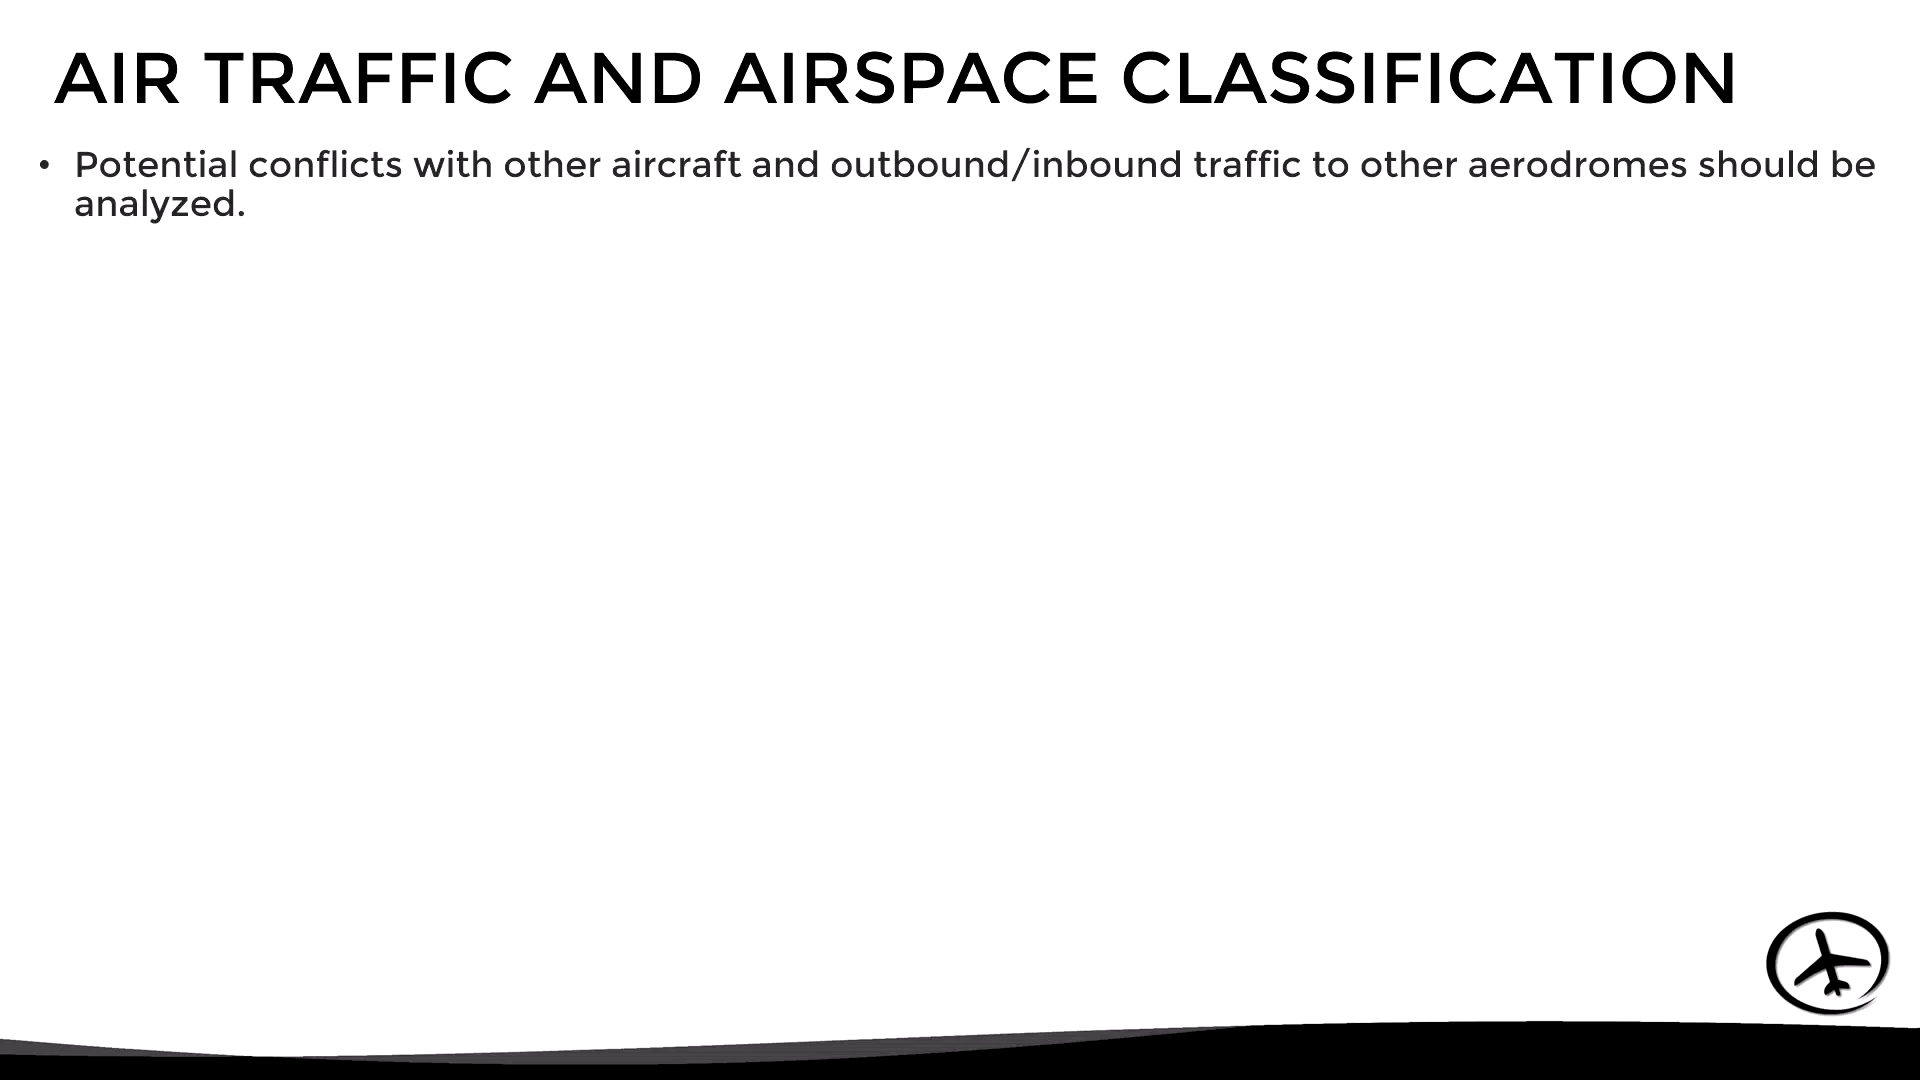 AIR TRAFFIC AND AIRSPACE CLASSIFICATION
• Potential conflicts with other aircraft and outbound/inbound traffic to other aerodromes should be
analyzed.